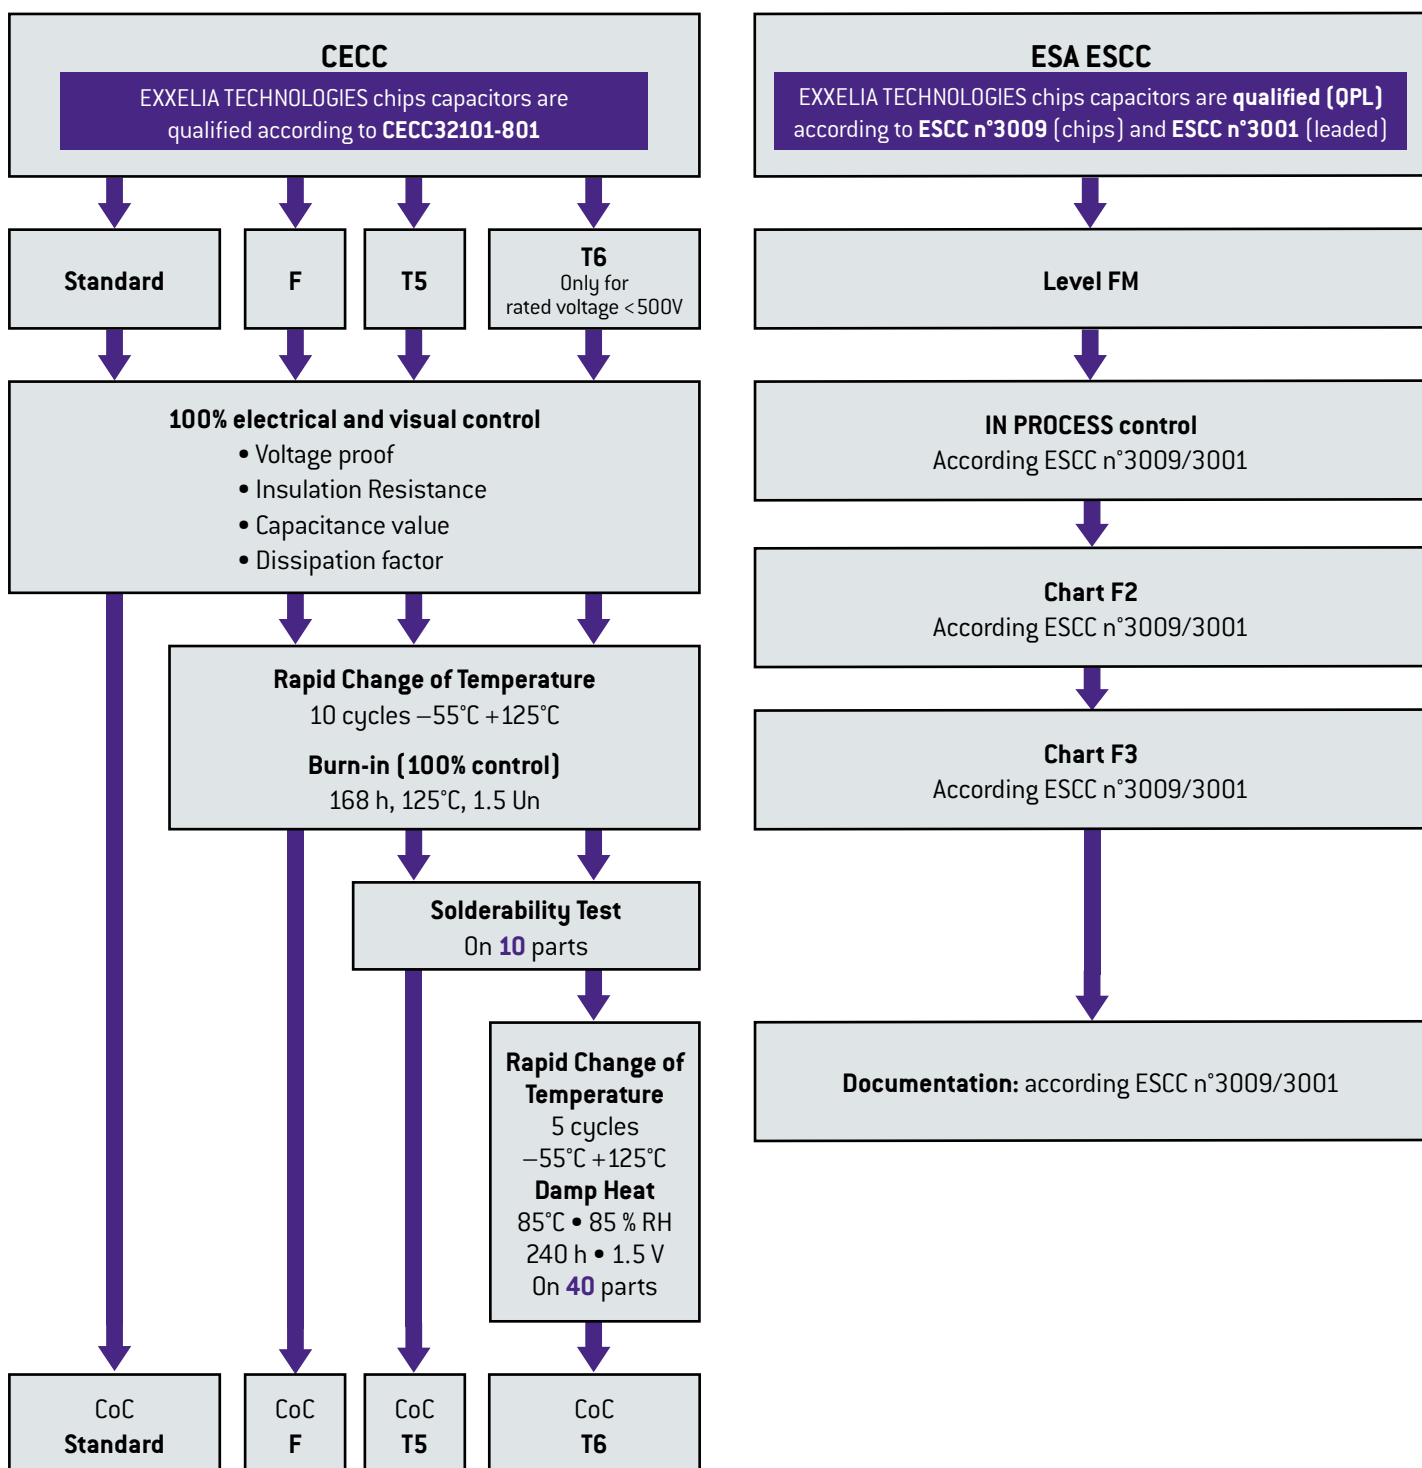 CECC
EXXELIA TECHNOLOGIES chips capacitors are
qualified according to CECC32101-801
Standard
F
T5
T6
Only for
rated voltage <500V
100% electrical and visual control
• Voltage proof
• Insulation Resistance
• Capacitance value
• Dissipation factor
Rapid Change of Temperature
10 cycles –55°C +125°C
Burn-in (100% control)
168 h, 125°C, 1.5 Un
Solderability Test
On 10 parts
Rapid Change of
Temperature
5 cycles
–55°C +125°C
Damp Heat
85°C • 85 % RH
240 h • 1.5 V
On 40 parts
CoC
Standard
CoC
F
CoC
T5
CoC
T6
ESA ESCC
EXXELIA TECHNOLOGIES chips capacitors are qualified (QPL)
according to ESCC n°3009 (chips) and ESCC n°3001 (leaded)
Level FM
IN PROCESS control
According ESCC n°3009/3001
Chart F2
According ESCC n°3009/3001
Chart F3
According ESCC n°3009/3001
Documentation: according ESCC n°3009/3001